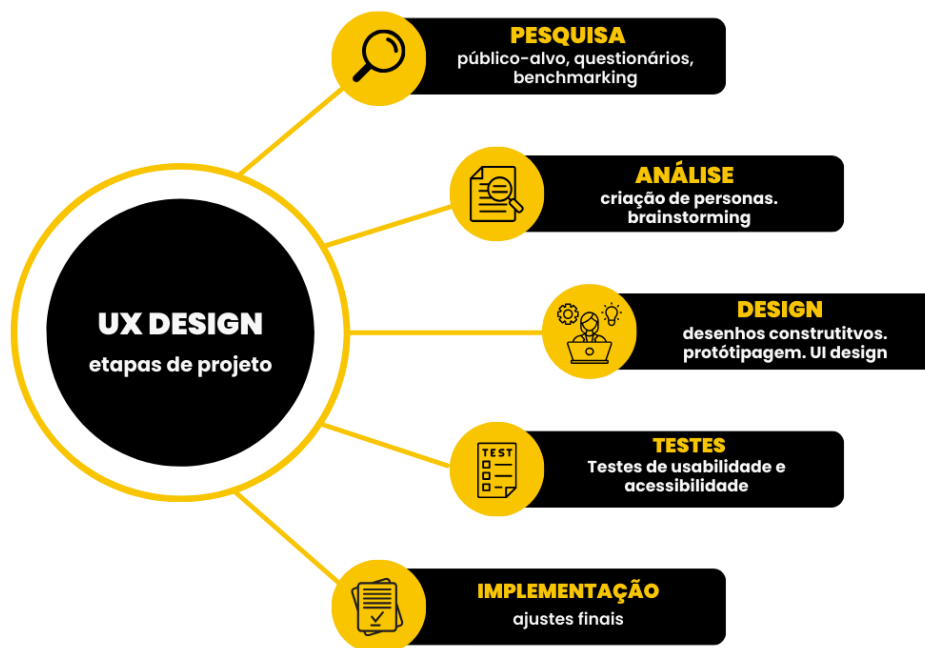 PESQUISA
público-alvo, questionários,
benchmarking
ANÁLISE
criação de personas.
brainstorming
UX DESIGN
etapas de projeto
DESIGN
desenhos construtitvos.
protótipagem. UI design
TEST
TESTES
Testes de usabilidade e
acessibilidade
IMPLEMENTAÇÃO
ajustes finais